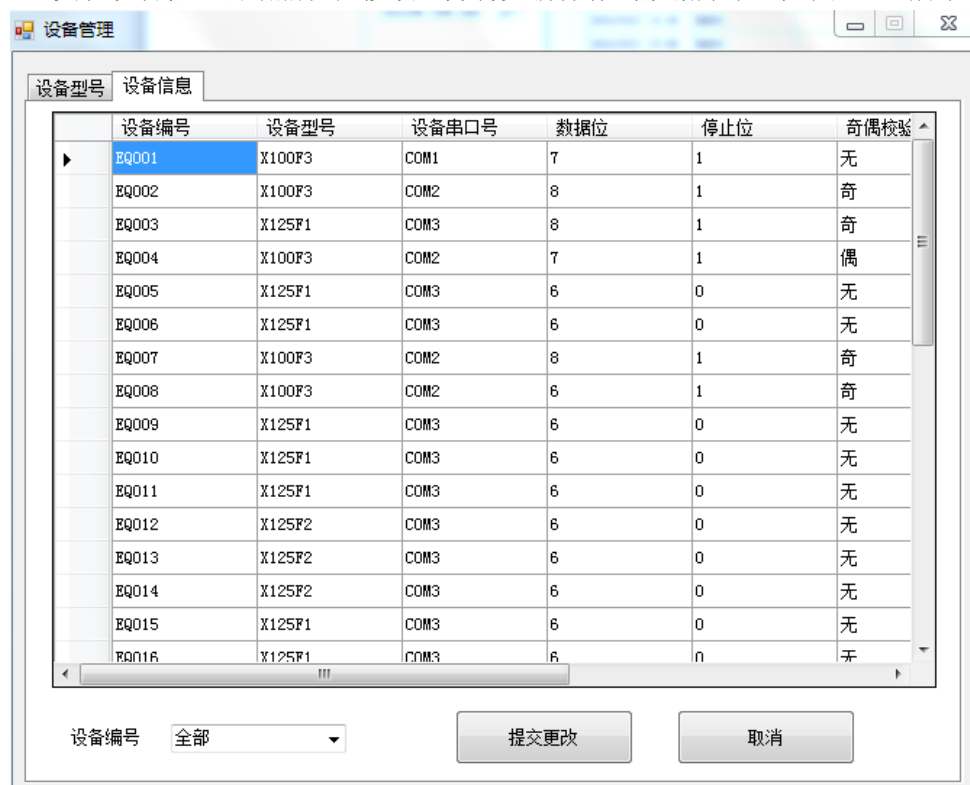 设备管理
设备型号 设备信息
设备编号 设备型号 设备串口号 数据位 停止位 奇偶校验
EQ001 X100F3 COM1 7 1 无
EQ002 X100F3 COM2 8 1 奇
EQ003 X125F1 COM3 8 1 奇
EQ004 X100F3 COM2 7 1 偶
EQ005 X125F1 COM3 6 0 无
EQ006 X125F1 COM3 6 0 无
EQ007 X100F3 COM2 8 1 奇
EQ008 X100F3 COM2 6 1 奇
EQ009 X125F1 COM3 6 0 无
EQ010 X125F1 COM3 6 0 无
EQ011 X125F1 COM3 6 0 无
EQ012 X125F2 COM3 6 0 无
EQ013 X125F2 COM3 6 0 无
EQ014 X125F2 COM3 6 0 无
EQ015 X125F1 COM3 6 0 无
EQ016 X125F1 COM3 6 0 无
设备编号 全部 提交更改 取消